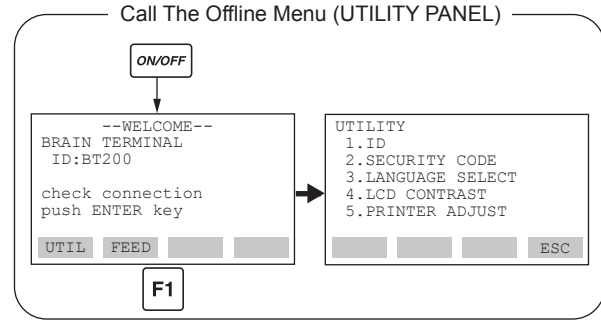 Call The Offline Menu (UTILITY PANEL)
ON/OFF
--WELCOME--
BRAIN TERMINAL
ID:BT200
check connection
push ENTER key
UTIL FEED
F1
UTILITY
1.ID
2.SECURITY CODE
3.LANGUAGE SELECT
4.LCD CONTRAST
5.PRINTER ADJUST
ESC